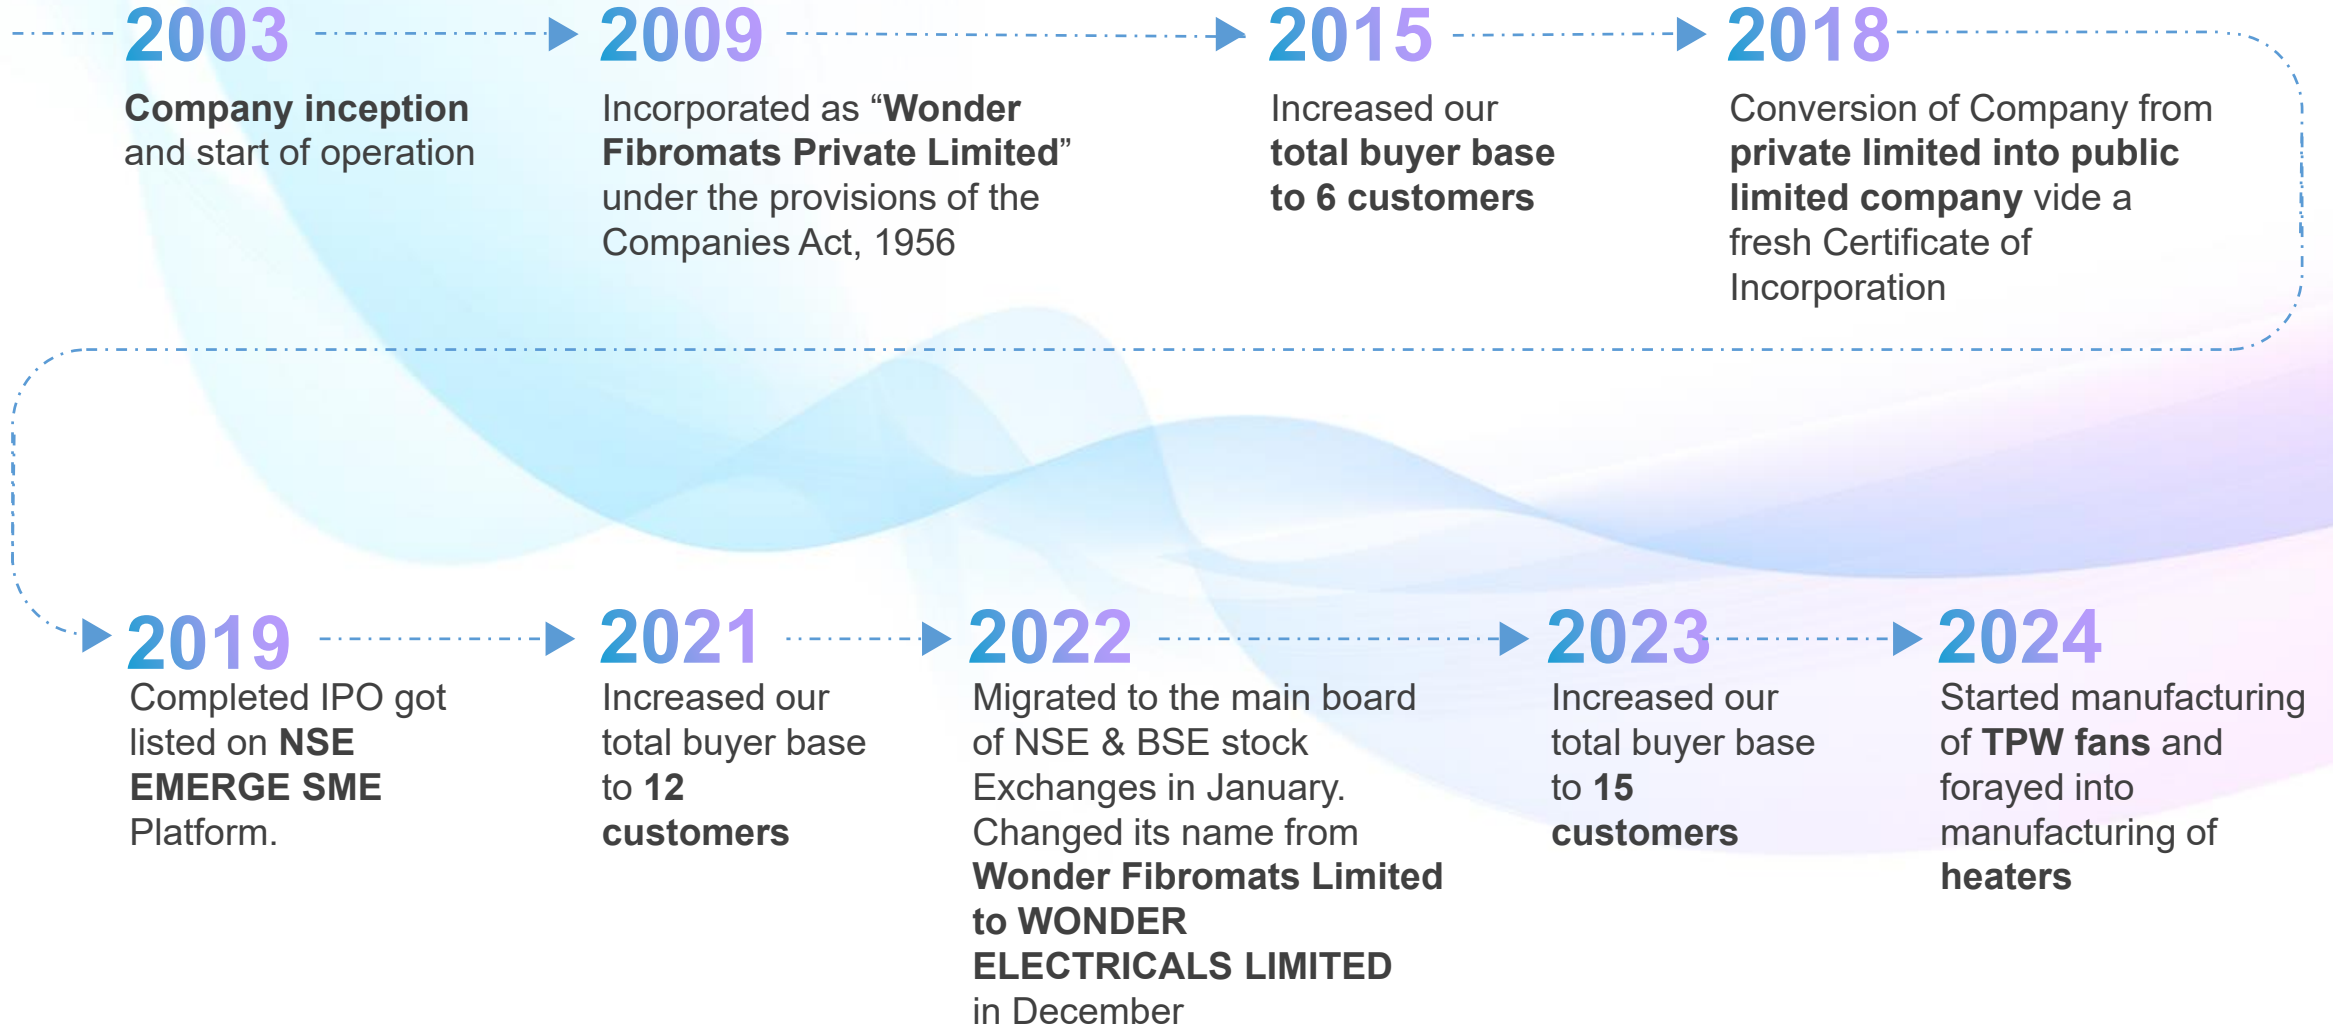 2003
Company inception
and start of operation
2009
Incorporated as “Wonder
Fibromats Private Limited”
under the provisions of the
Companies Act, 1956
2015
Increased our
total buyer base
to 6 customers
2018
Conversion of Company from
private limited into public
limited company vide a
fresh Certificate of
Incorporation
2019
Completed IPO got
listed on NSE
EMERGE SME
Platform.
2021
Increased our
total buyer base
to 12
customers
2022
Migrated to the main board
of NSE & BSE stock
Exchanges in January.
Changed its name from
Wonder Fibromats Limited
to WONDER
ELECTRICALS LIMITED
in December
2023
Increased our
total buyer base
to 15
customers
2024
Started manufacturing
of TPW fans and
forayed into
manufacturing of
heaters